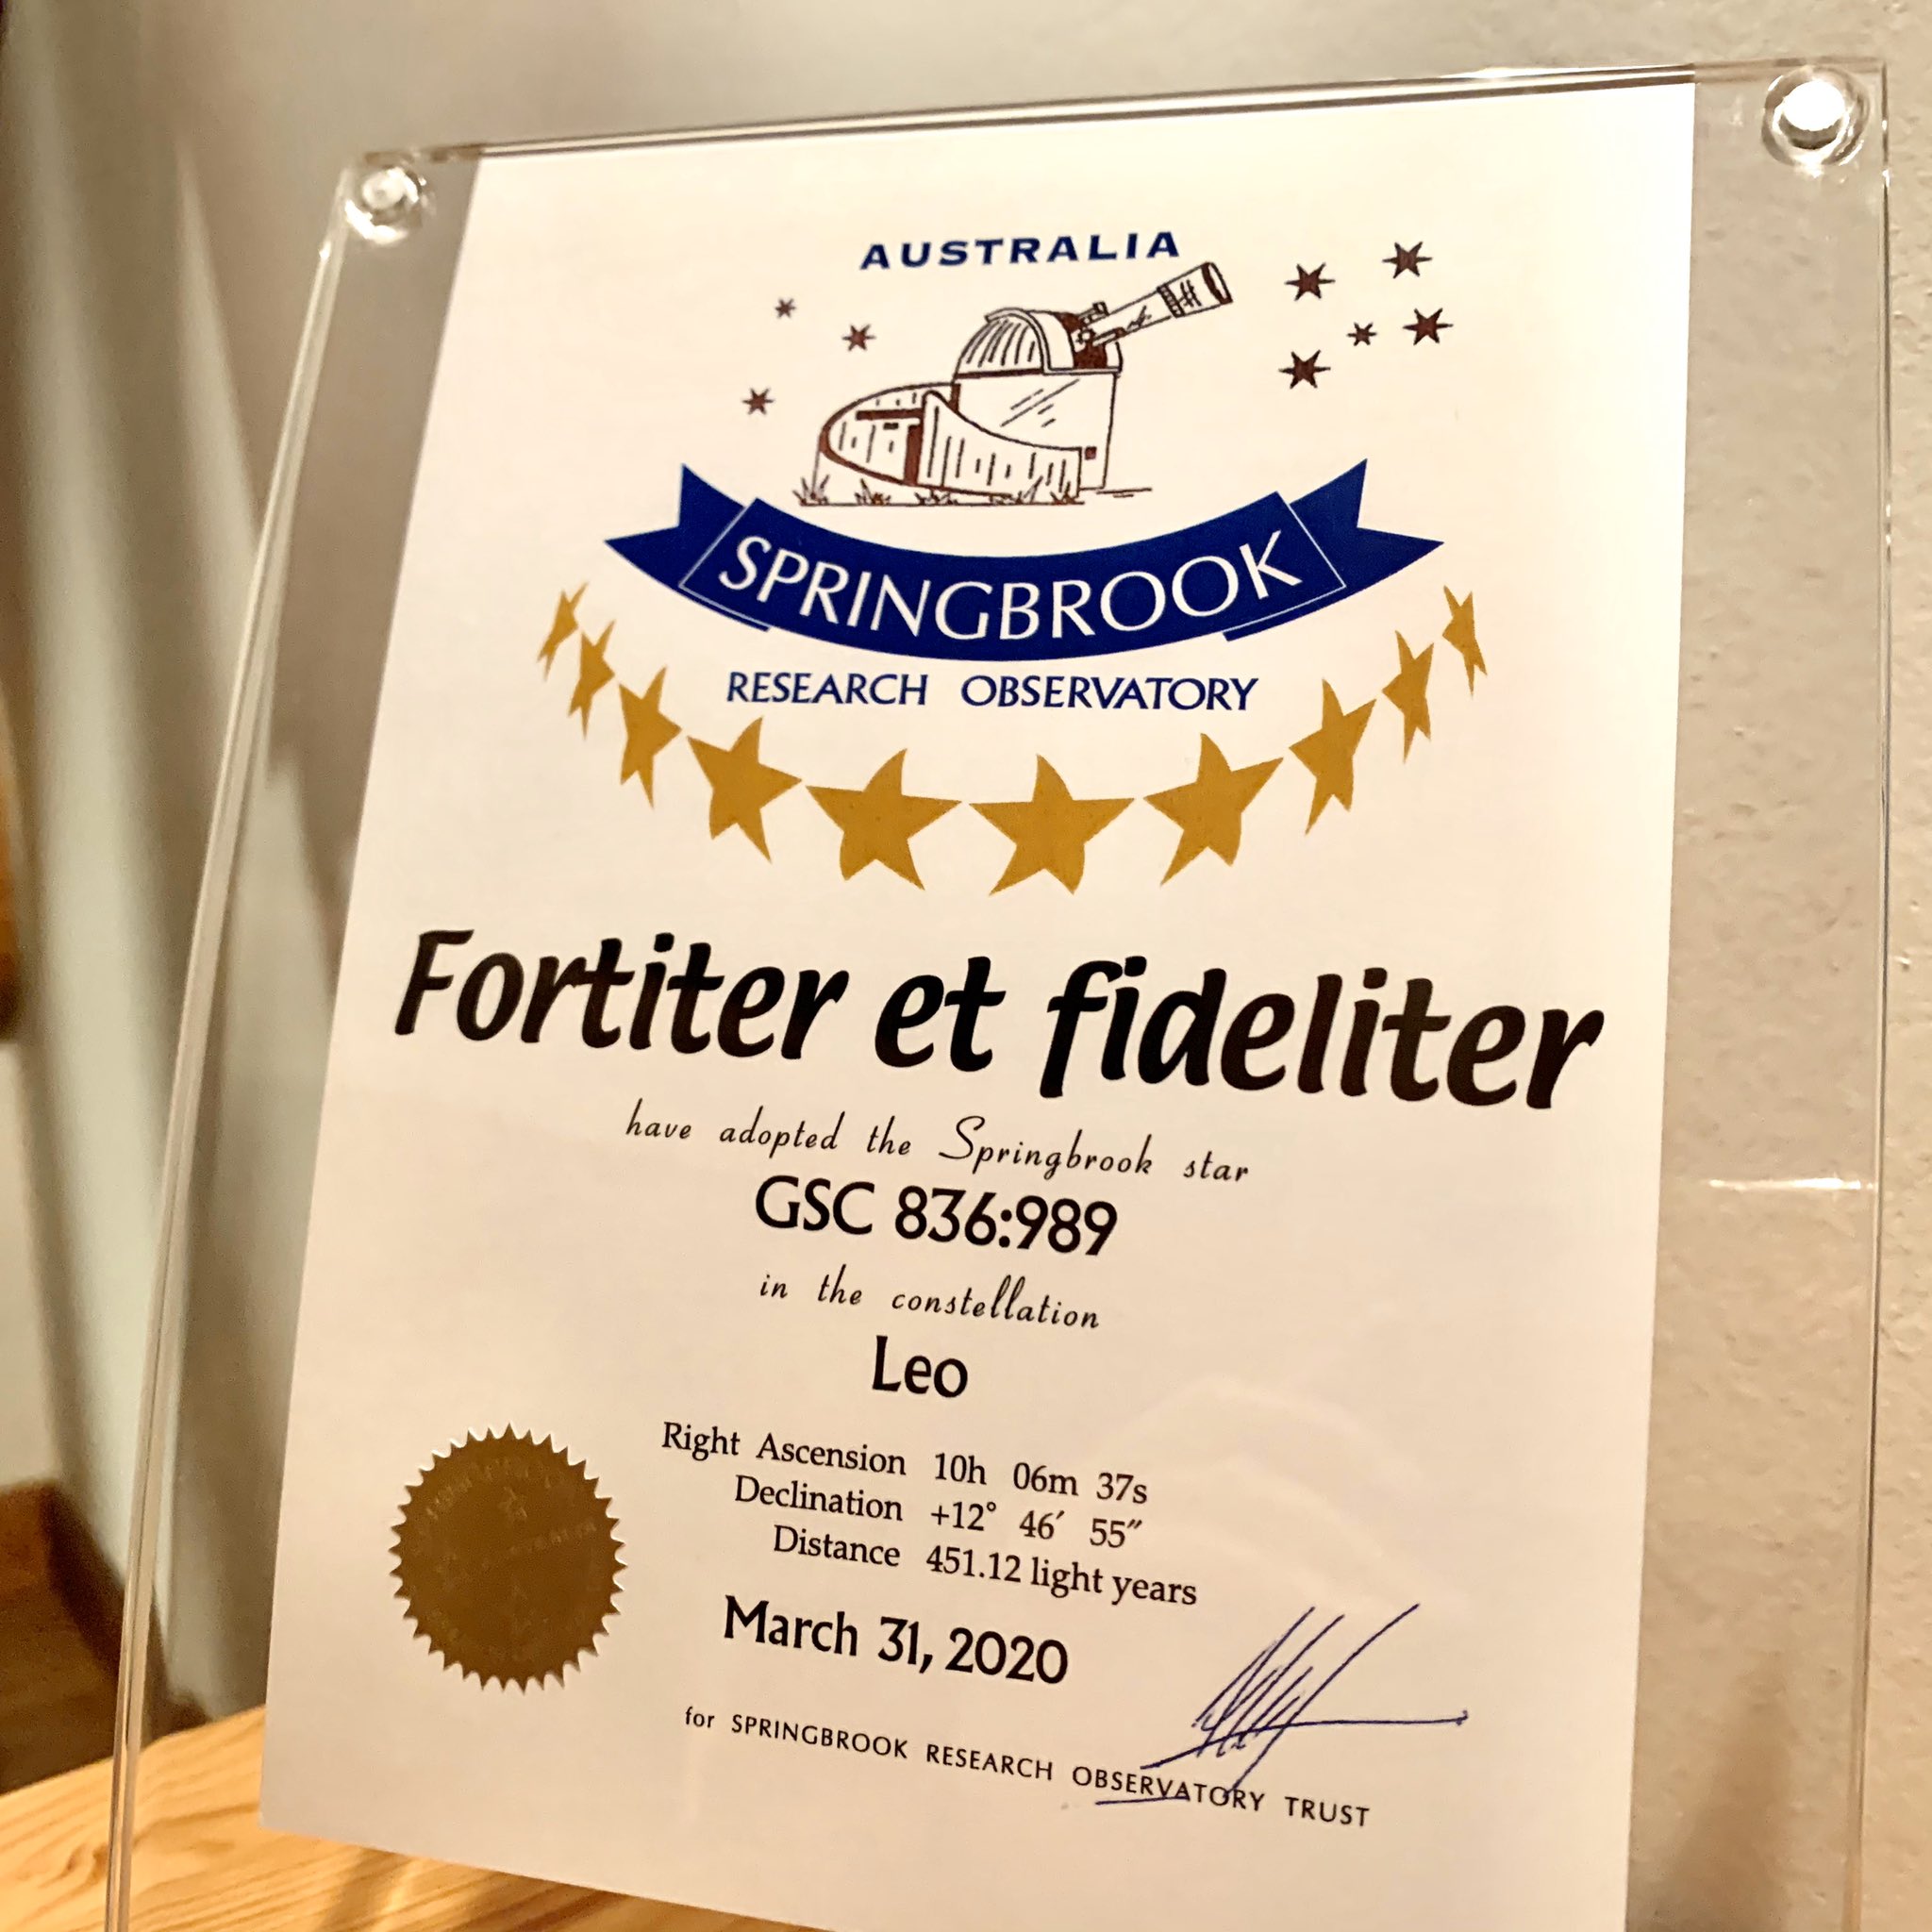 AUSTRALIA
SPRINGBROOK
RESEARCH OBSERVATORY
Fortiter et fideliter
have adopted the Springbrook star
GSC 836:989
in the constellation
Leo
Right Ascension 10h 06m 37s
Declination +12° 46′ 55″
Distance 451.12 light years
March 31, 2020
for SPRINGBROOK RESEARCH OBSERVATORY TRUST